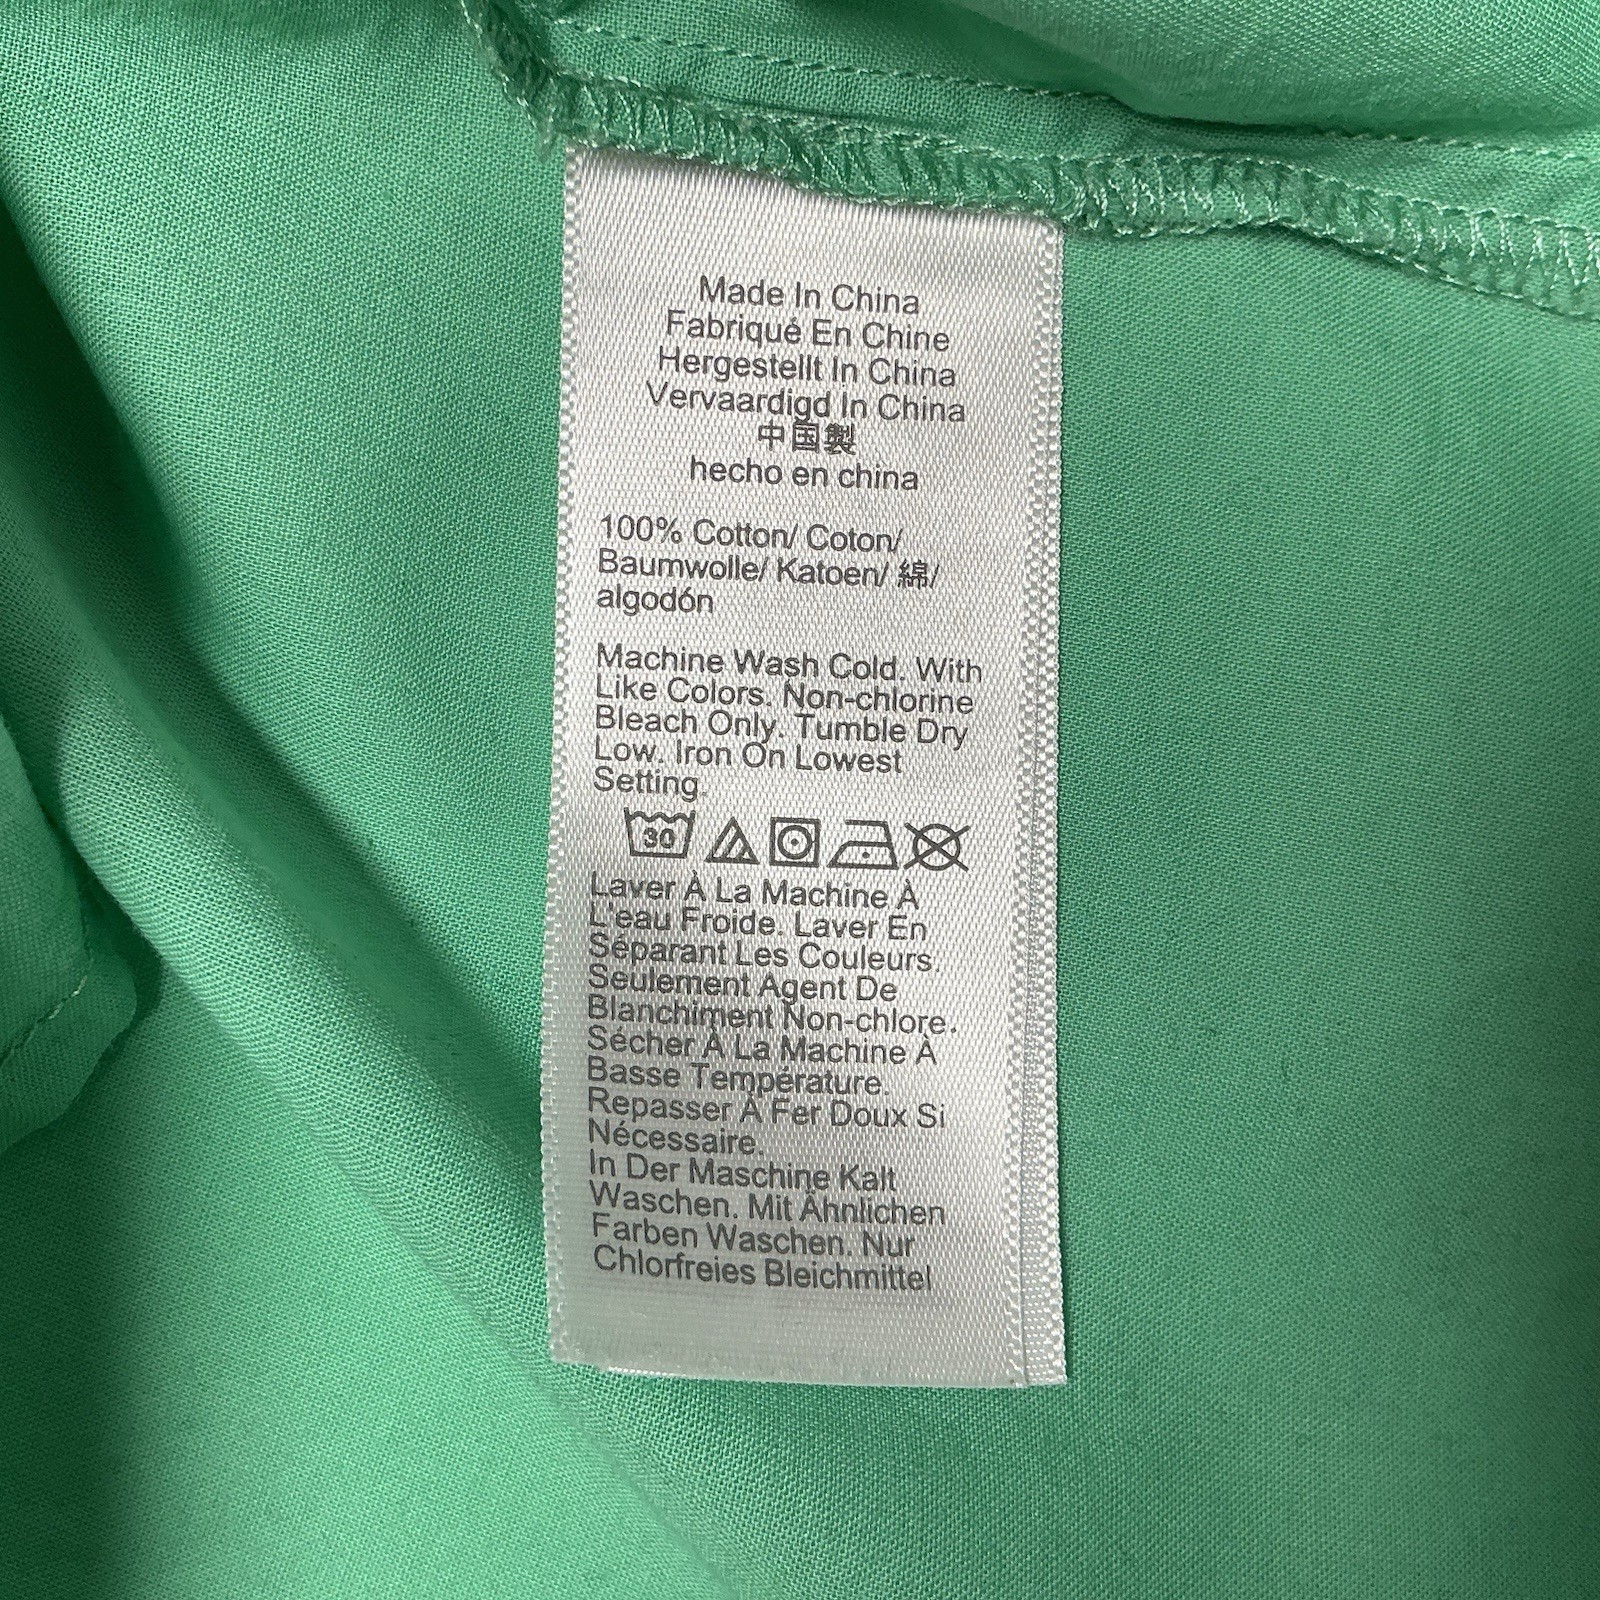 Made In China
Fabriqué En Chine
Hergestellt In China
Vervaardigd In China
中国製
hecho en china
100% Cotton/ Coton/
Baumwolle/ Katoen/ 綿/
algodón
Machine Wash Cold. With
Like Colors. Non-chlorine
Bleach Only. Tumble Dry
Low. Iron On Lowest
Setting.
30
Laver À La Machine À
L'eau Froide. Laver En
Séparant Les Couleurs.
Seulement Agent De
Blanchiment Non-chlore.
Sécher À La Machine À
Basse Température.
Repasser À Fer Doux Si
Nécessaire.
In Der Maschine Kalt
Waschen. Mit Ähnlichen
Farben Waschen. Nur
Chlorfreies Bleichmittel